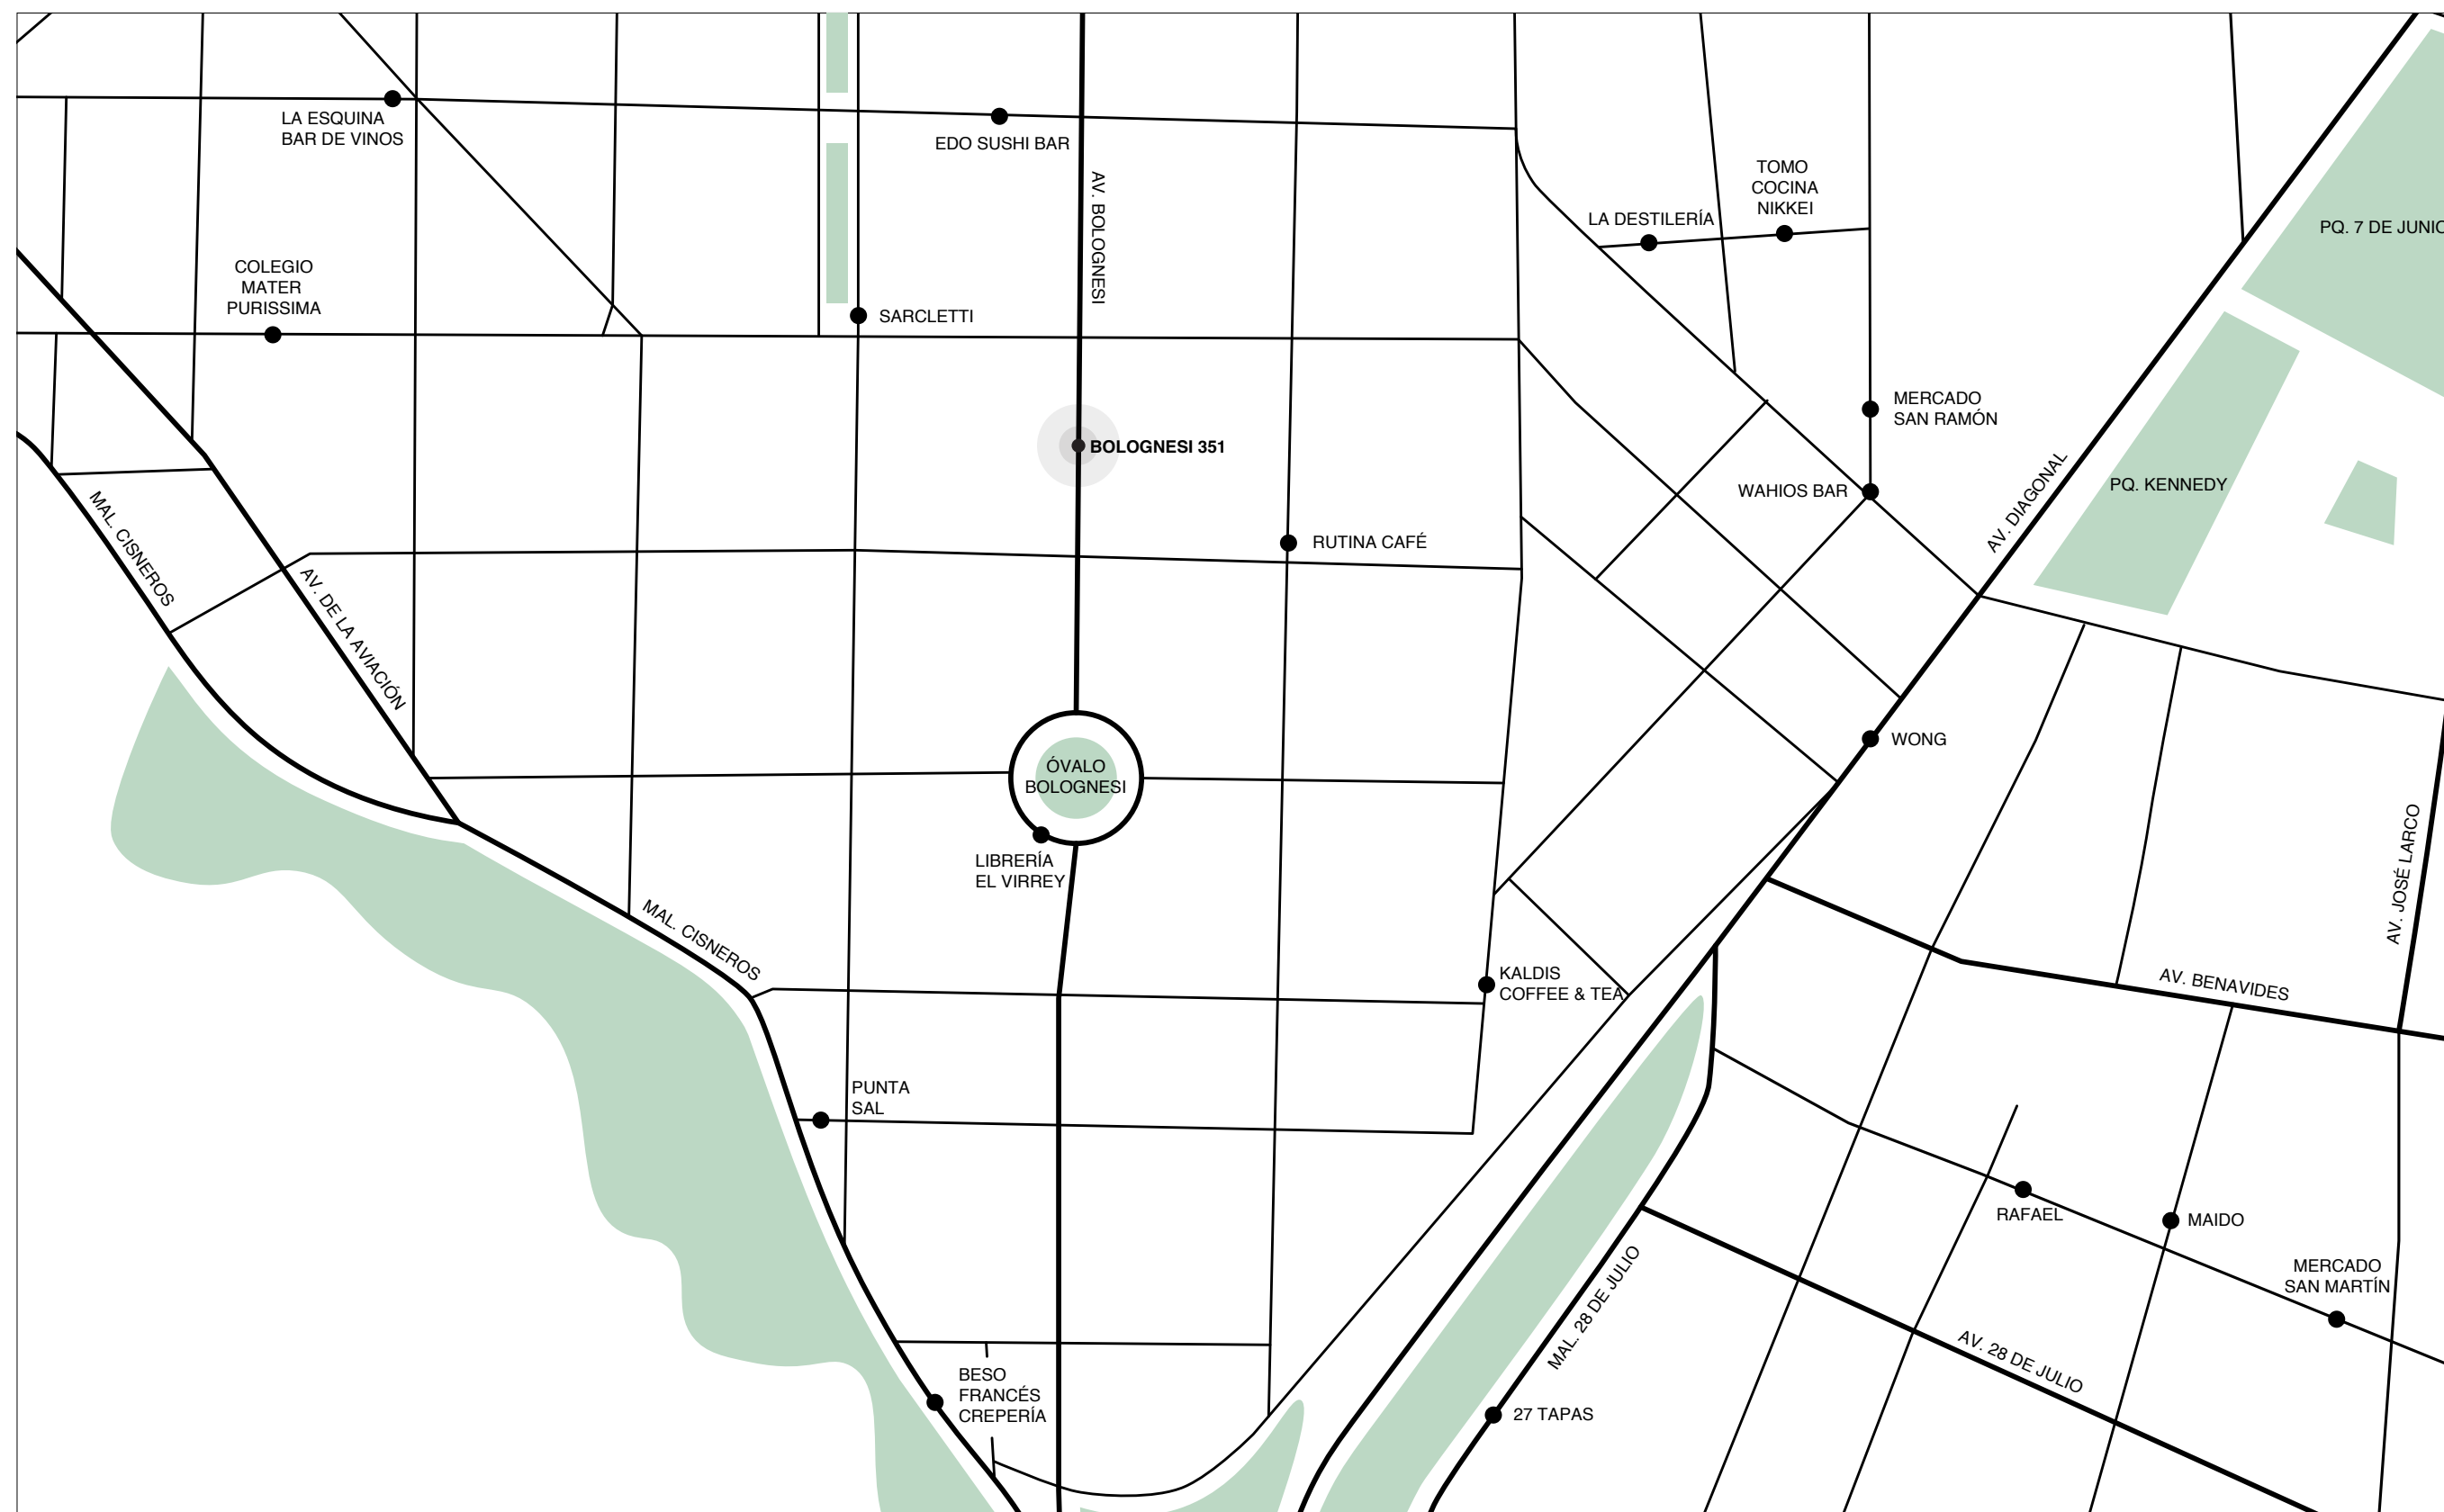 LA ESQUINA
BAR DE VINOS
EDO SUSHI BAR
AV. BOLOGNESI
TOMO
COCINA
NIKKEI
LA DESTILERÍA
PQ. 7 DE JUNIO
COLEGIO
MATER
PURISSIMA
SARCLETTI
BOLOGNESI 351
MERCADO
SAN RAMÓN
WAHIOS BAR
AV. DIAGONAL
PQ. KENNEDY
MAL. CISNEROS
RUTINA CAFÉ
AV. DE LA AVIACIÓN
WONG
ÓVALO
BOLOGNESI
LIBRERÍA
EL VIRREY
AV. JOSÉ LARCO
MAL. CISNEROS
KALDIS
COFFEE & TEA
AV. BENAVIDES
PUNTA
SAL
RAFAEL
MAIDO
MERCADO
SAN MARTÍN
MAL. 28 DE JULIO
AV. 28 DE JULIO
BESO
FRANCÉS
CREPERÍA
27 TAPAS